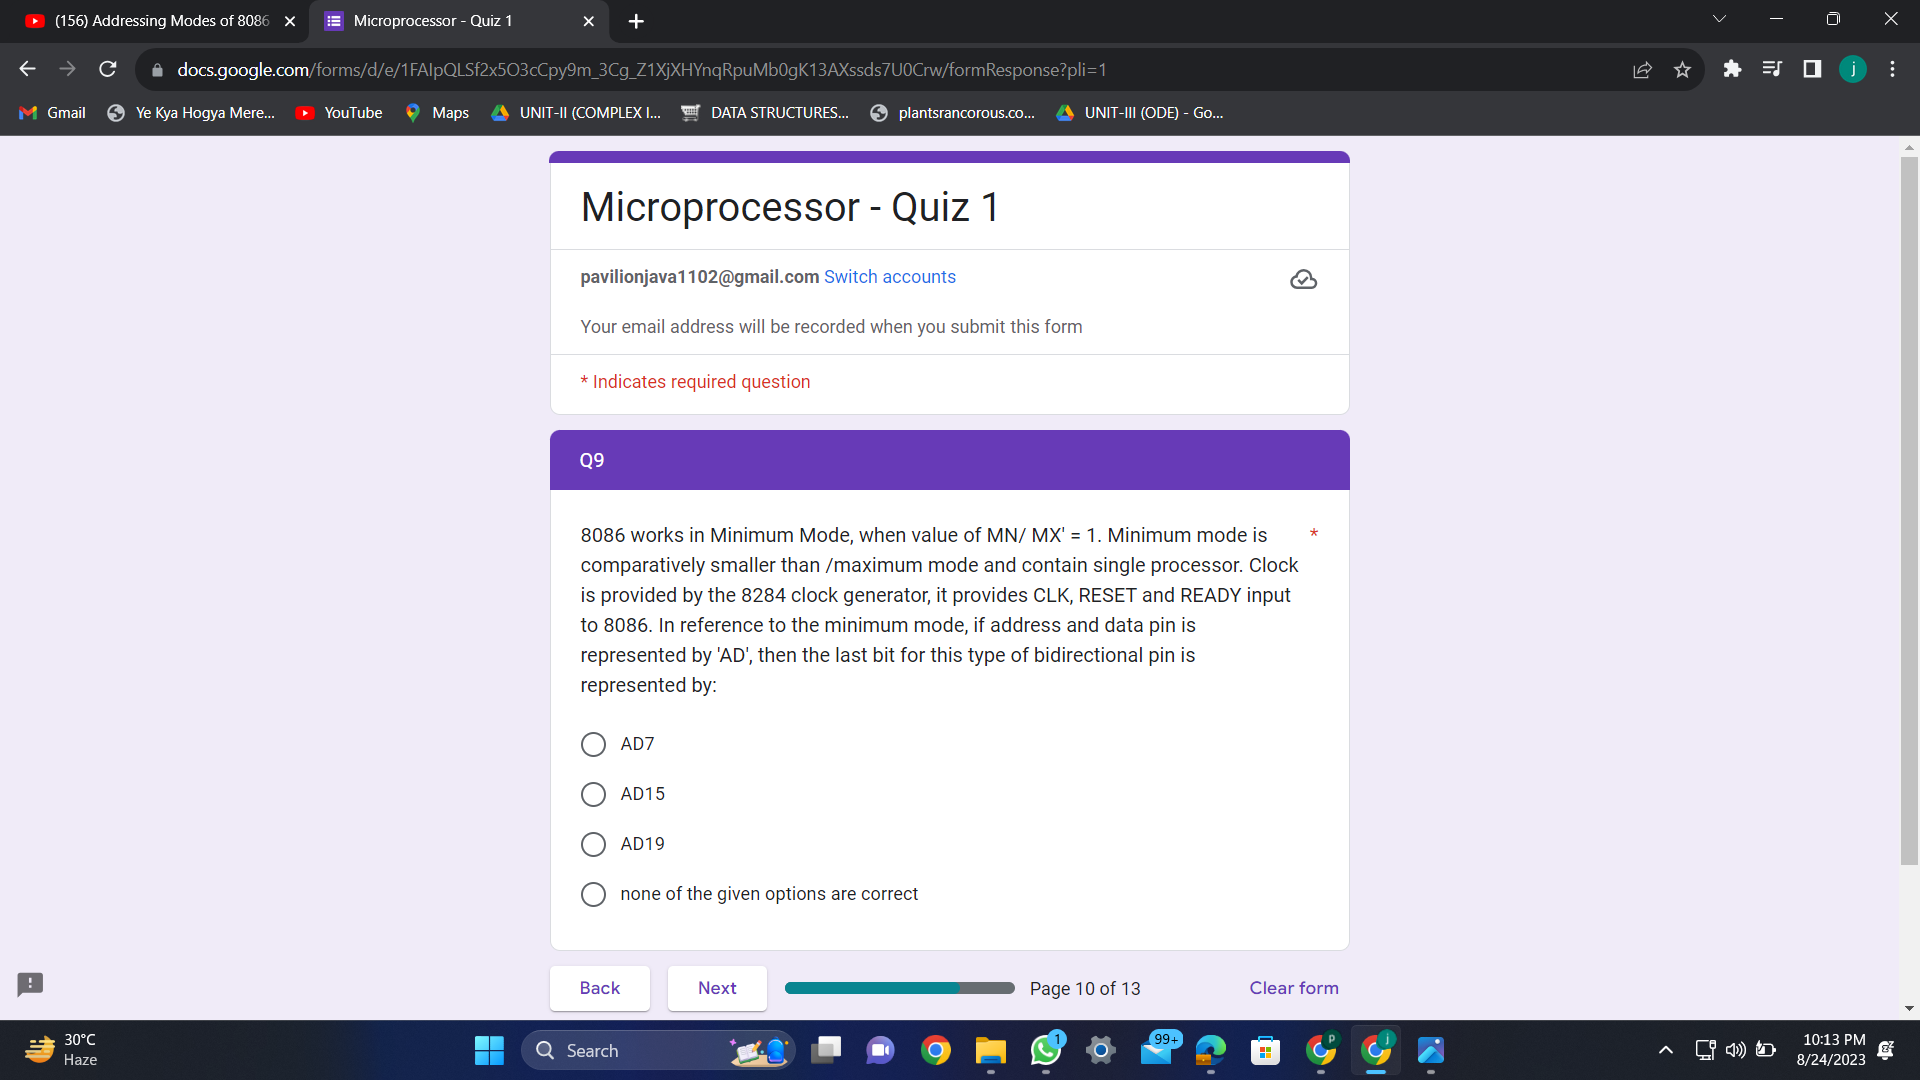 (156) Addressing Modes of 8086
Microprocessor - Quiz 1
docs.google.com/forms/d/e/1FAIpQLSf2x5O3cCpy9m_3Cg_Z1XjXHYnqRpuMb0gK13AXssds7U0Crw/formResponse?pli=1
j
Gmail
Ye Kya Hogya Mere...
YouTube
Maps
UNIT-II (COMPLEX I...
DATA STRUCTURES...
plantsrancorous.co...
UNIT-III (ODE) - Go...
Microprocessor - Quiz 1
pavilionjava1102@gmail.com Switch accounts
Your email address will be recorded when you submit this form
* Indicates required question
Q9
8086 works in Minimum Mode, when value of MN/ MX' = 1. Minimum mode is *
comparatively smaller than /maximum mode and contain single processor. Clock
is provided by the 8284 clock generator, it provides CLK, RESET and READY input
to 8086. In reference to the minimum mode, if address and data pin is
represented by 'AD', then the last bit for this type of bidirectional pin is
represented by:
AD7
AD15
AD19
none of the given options are correct
Back
Next
Page 10 of 13
Clear form
30°C
Haze
Search
1
99+
P
j
10:13 PM
8/24/2023